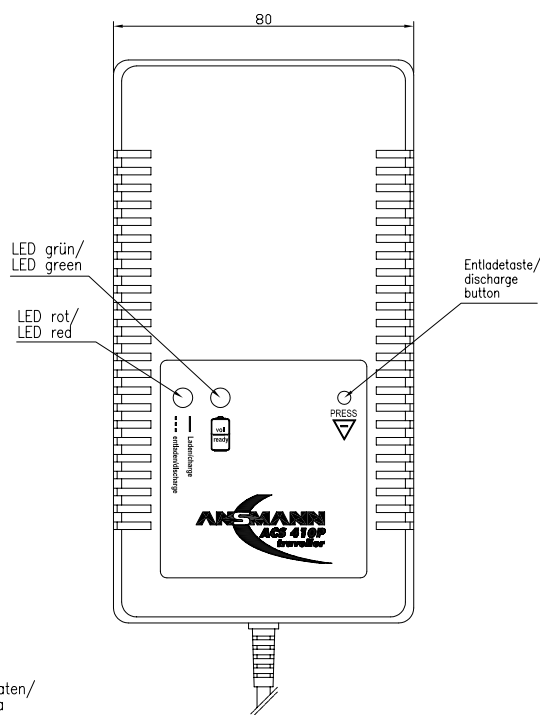 80
LED grün/
LED green
LED rot/
LED red
Entladetaste/
discharge
button
PRESS
voll
ready
Laden/charge
entladen/discharge
ANSMANN
ACS 410P
traveller